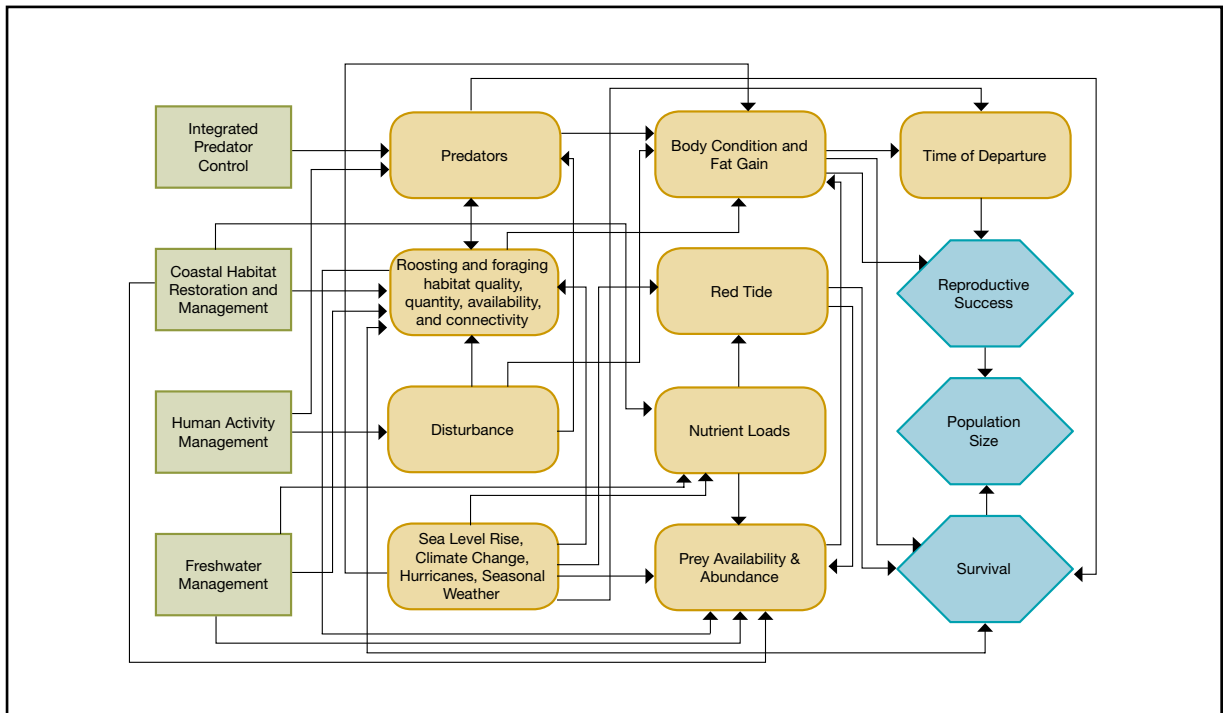 Integrated
Predator
Control
Predators
Body Condition and
Fat Gain
Time of Departure
Coastal Habitat
Restoration and
Management
Roosting and foraging
habitat quality,
quantity, availability,
and connectivity
Red Tide
Reproductive
Success
Human Activity
Management
Disturbance
Nutrient Loads
Population
Size
Freshwater
Management
Sea Level Rise,
Climate Change,
Hurricanes, Seasonal
Weather
Prey Availability &
Abundance
Survival